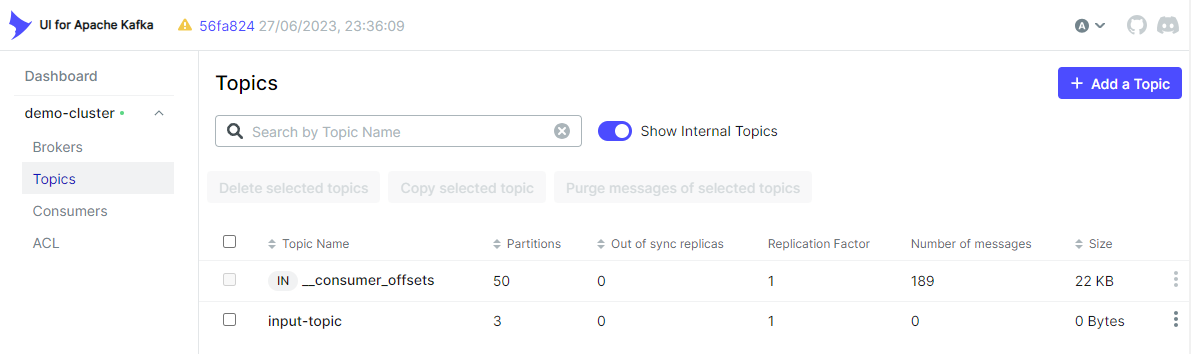 UI for Apache Kafka 56fa824 27/06/2023, 23:36:09 A
Dashboard
demo-cluster
Brokers
Topics
Consumers
ACL
Topics
Add a Topic
Search by Topic Name
Show Internal Topics
Delete selected topics Copy selected topic Purge messages of selected topics
Topic Name Partitions Out of sync replicas Replication Factor Number of messages Size
IN __consumer_offsets 50 0 1 189 22 KB
input-topic 3 0 1 0 0 Bytes